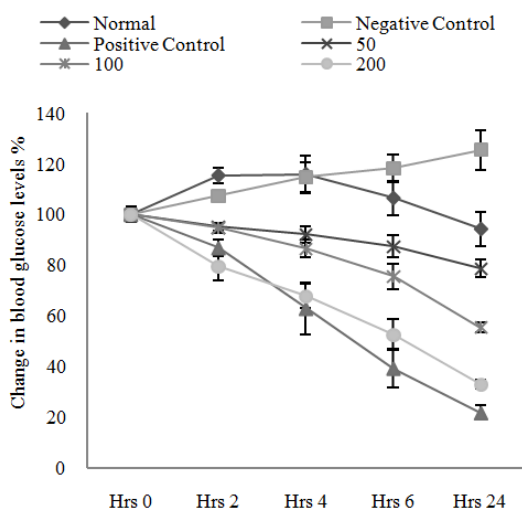 Normal
Negative Control
Positive Control
50
100
200
Change in blood glucose levels %
140
120
100
80
60
40
20
0
Hrs 0
Hrs 2
Hrs 4
Hrs 6
Hrs 24